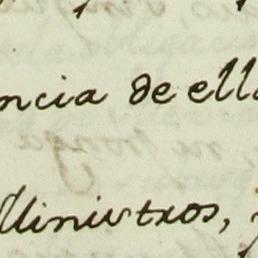 ncia de ella
Ministros,